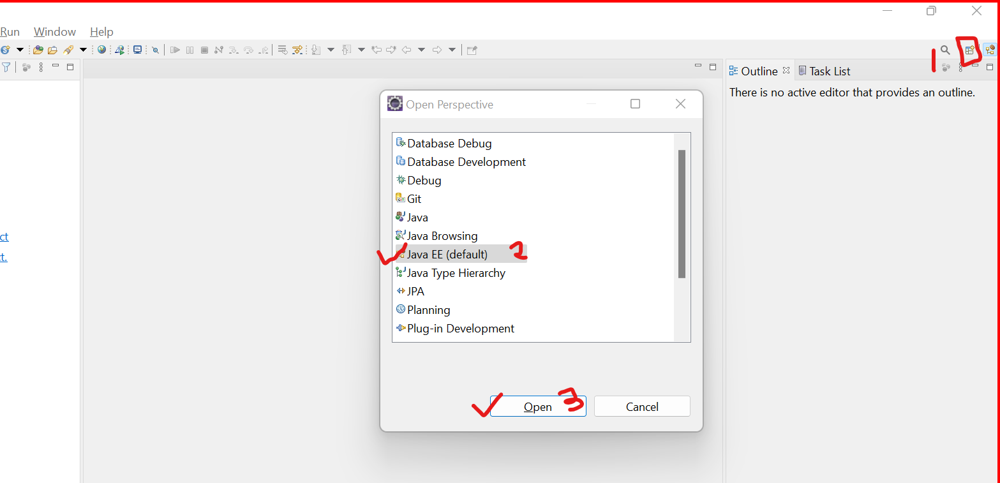 Run Window Help
1
Outline Task List
There is no active editor that provides an outline.
Open Perspective
Database Debug
Database Development
Debug
Git
Java
Java Browsing
Java EE (default) 2
Java Type Hierarchy
JPA
Planning
Plug-in Development
ct
t.
Open 3 Cancel